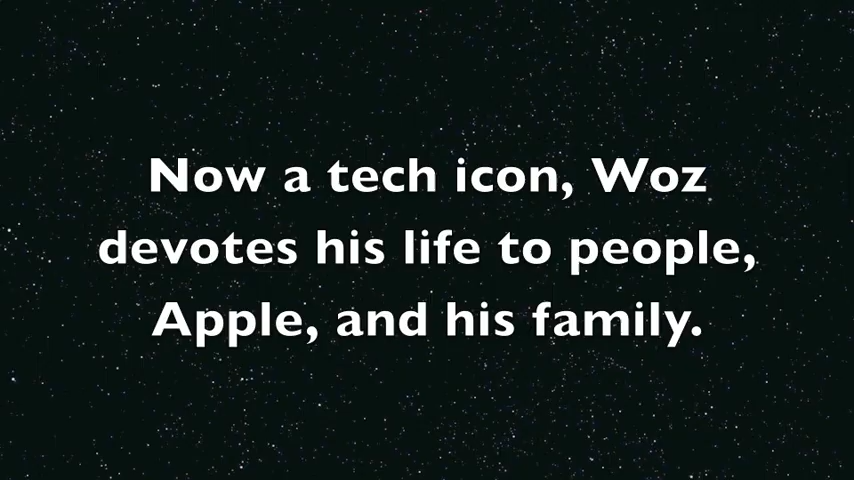 Now a tech icon, Woz
devotes his life to people,
Apple, and his family.